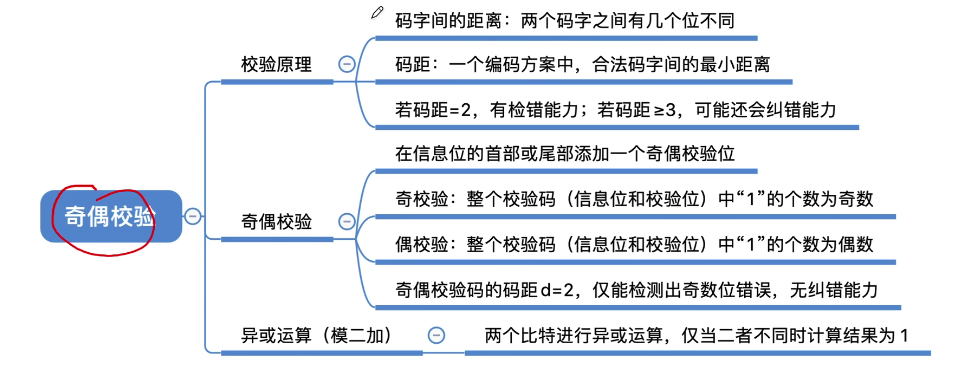 奇偶校验
校验原理
码字间的距离：两个码字之间有几个位不同
码距：一个编码方案中，合法码字间的最小距离
若码距=2，有检错能力；若码距≥3，可能还会纠错能力
奇偶校验
在信息位的首部或尾部添加一个奇偶校验位
奇校验：整个校验码（信息位和校验位）中“1”的个数为奇数
偶校验：整个校验码（信息位和校验位）中“1”的个数为偶数
奇偶校验码的码距d=2，仅能检测出奇数位错误，无纠错能力
异或运算（模二加）
两个比特进行异或运算，仅当二者不同时计算结果为1